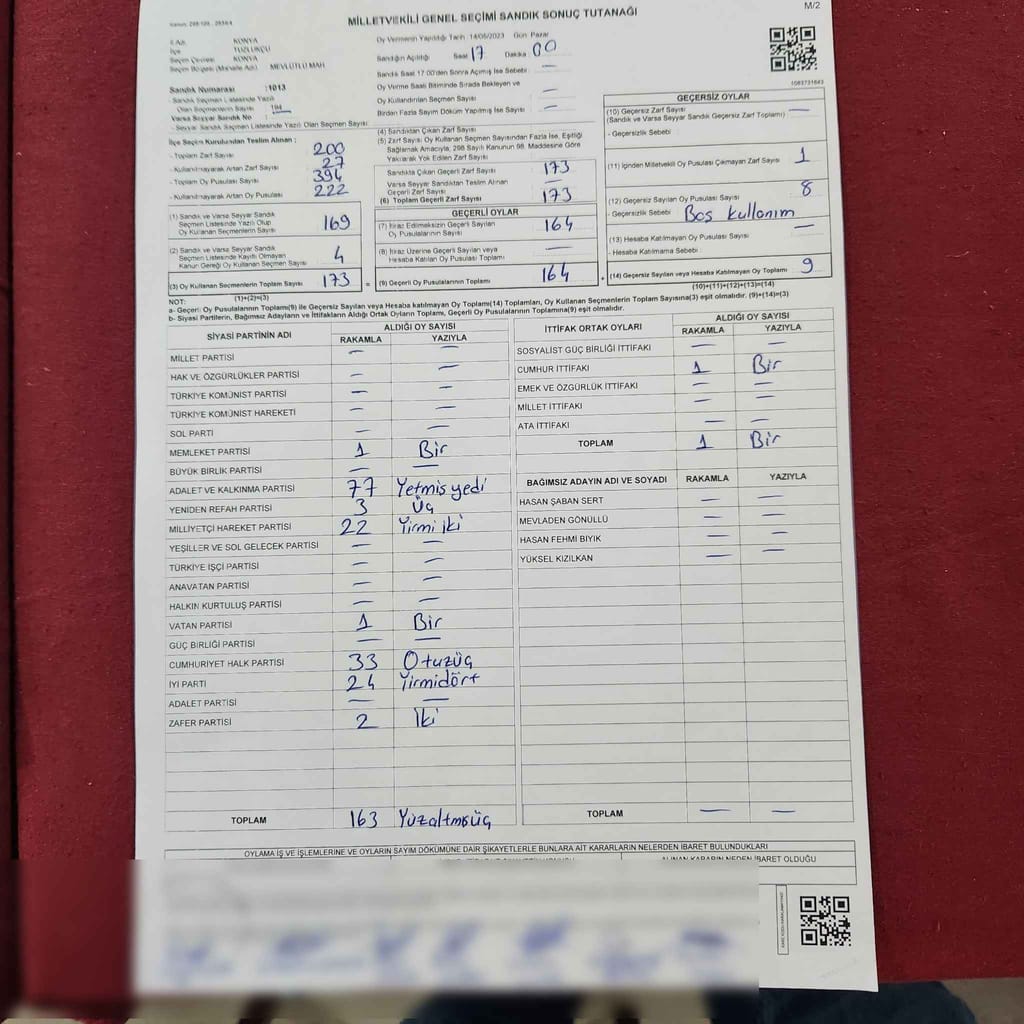 MİLLETVEKİLİ GENEL SEÇİMİ SANDIK SONUÇ TUTANAĞI
M/2
İli KONYA
İlçe TUZLUKÇU
Seçim Çevresi KONYA
Seçim Bölgesi (Mahalle Adı) MEVLÜTLÜ MAH
Oy Vermenin Yapıldığı Tarih 14/05/2023 Gün Pazar
Sandığın Açıldığı Saat 17 Dakika 00
Sandık Saat 17:00'den Sonra Açılmış İse Sebebi —
Oy Verme Saati Bitiminde Sırada Bekleyen ve
Oy Kullandırılan Seçmen Sayısı —
Birden Fazla Sayım Döküm Yapılmış İse Sayısı —
1083731643
Sandık Numarası :1013
- Sandık Seçmen Listesinde Yazılı
Olan Seçmenlerin Sayısı 194
Varsa Seyyar Sandık No :
- Seyyar Sandık Seçmen Listesinde Yazılı Olan Seçmen Sayısı
İlçe Seçim Kurulundan Teslim Alınan :
- Toplam Zarf Sayısı 200
- Kullanılmayarak Artan Zarf Sayısı 27
- Toplam Oy Pusulası Sayısı 394
- Kullanılmayarak Artan Oy Pusulası 222
(1) Sandık ve Varsa Seyyar Sandık
Seçmen Listesinde Yazılı Olup
Oy Kullanan Seçmenlerin Sayısı 169
(2) Sandık ve Varsa Seyyar Sandık
Seçmen Listesinde Kayıtlı Olmayan
Kanun Gereği Oy Kullanan Seçmen Sayısı 4
(3) Oy Kullanan Seçmenlerin Toplam Sayısı 173
(1)+(2)=(3)
(4) Sandıktan Çıkan Zarf Sayısı
(5) Zarf Sayısı Oy Kullanan Seçmen Sayısından Fazla İse, Eşitliği
Sağlamak Amacıyla, 298 Sayılı Kanunun 98. Maddesine Göre
Yakılarak Yok Edilen Zarf Sayısı
Sandıkta Çıkan Geçerli Zarf Sayısı 173
Varsa Seyyar Sandıktan Teslim Alınan
Geçerli Zarf Sayısı —
(6) Toplam Geçerli Zarf Sayısı 173
GEÇERLİ OYLAR
(7) İtiraz Edilmeksizin Geçerli Sayılan
Oy Pusulalarının Sayısı 164
(8) İtiraz Üzerine Geçerli Sayılan veya
Hesaba Katılan Oy Pusulası Toplamı —
= (9) Geçerli Oy Pusulalarının Toplamı 164 +
GEÇERSİZ OYLAR
(10) Geçersiz Zarf Sayısı —
(Sandık ve Varsa Seyyar Sandık Geçersiz Zarf Toplamı)
- Geçersizlik Sebebi
(11) İçinden Milletvekili Oy Pusulası Çıkmayan Zarf Sayısı 1
(12) Geçersiz Sayılan Oy Pusulası Sayısı 8
- Geçersizlik Sebebi Boş kullanım
(13) Hesaba Katılmayan Oy Pusulası Sayısı —
- Hesaba Katılmama Sebebi
(14) Geçersiz Sayılan veya Hesaba Katılmayan Oy Toplamı 9
(10)+(11)+(12)+(13)=(14)
NOT:
a- Geçerli Oy Pusulalarının Toplamı(9) ile Geçersiz Sayılan veya Hesaba katılmayan Oy Toplamı(14) Toplamları, Oy Kullanan Seçmenlerin Toplam Sayısına(3) eşit olmalıdır. (9)+(14)=(3)
b- Siyasi Partilerin, Bağımsız Adayların ve İttifakların Aldığı Ortak Oyların Toplamı, Geçerli Oy Pusulalarının Toplamına(9) eşit olmalıdır.
SİYASİ PARTİNİN ADI ALDIĞI OY SAYISI
RAKAMLA YAZIYLA
MİLLET PARTİSİ — —
HAK VE ÖZGÜRLÜKLER PARTİSİ — —
TÜRKİYE KOMÜNİST PARTİSİ — —
TÜRKİYE KOMÜNİST HAREKETİ — —
SOL PARTİ — —
MEMLEKET PARTİSİ 1 Bir
BÜYÜK BİRLİK PARTİSİ — —
ADALET VE KALKINMA PARTİSİ 77 Yetmiş yedi
YENİDEN REFAH PARTİSİ 3 Üç
MİLLİYETÇİ HAREKET PARTİSİ 22 Yirmi iki
YEŞİLLER VE SOL GELECEK PARTİSİ — —
TÜRKİYE İŞÇİ PARTİSİ — —
ANAVATAN PARTİSİ — —
HALKIN KURTULUŞ PARTİSİ — —
VATAN PARTİSİ 1 Bir
GÜÇ BİRLİĞİ PARTİSİ — —
CUMHURİYET HALK PARTİSİ 33 Otuzüç
İYİ PARTİ 24 Yirmidört
ADALET PARTİSİ — —
ZAFER PARTİSİ 2 İki
TOPLAM 163 Yüzaltmışüç
İTTİFAK ORTAK OYLARI ALDIĞI OY SAYISI
RAKAMLA YAZIYLA
SOSYALİST GÜÇ BİRLİĞİ İTTİFAKI — —
CUMHUR İTTİFAKI 1 Bir
EMEK VE ÖZGÜRLÜK İTTİFAKI — —
MİLLET İTTİFAKI — —
ATA İTTİFAKI — —
TOPLAM 1 Bir
BAĞIMSIZ ADAYIN ADI VE SOYADI RAKAMLA YAZIYLA
HASAN ŞABAN SERT — —
MEVLADEN GÖNÜLLÜ — —
HASAN FEHMİ BIYIK — —
YÜKSEL KIZILKAN — —
TOPLAM — —
OYLAMA İŞ VE İŞLEMLERİNE VE OYLARIN SAYIM DÖKÜMÜNE DAİR ŞİKAYETLERLE BUNLARA AİT KARARLARIN NELERDEN İBARET BULUNDUKLARI
ALINAN KARARIN NEDEN İBARET OLDUĞU